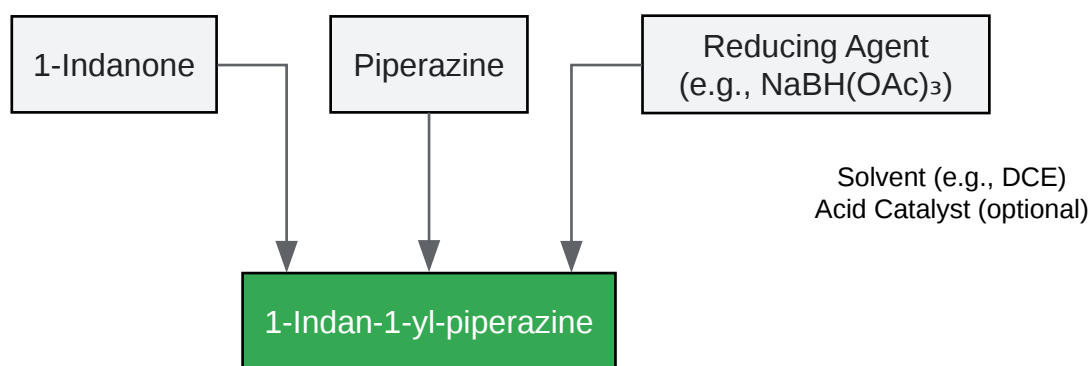 1-Indanone
Piperazine
Reducing Agent
(e.g., NaBH(OAc)₃)
Solvent (e.g., DCE)
Acid Catalyst (optional)
1-Indan-1-yl-piperazine